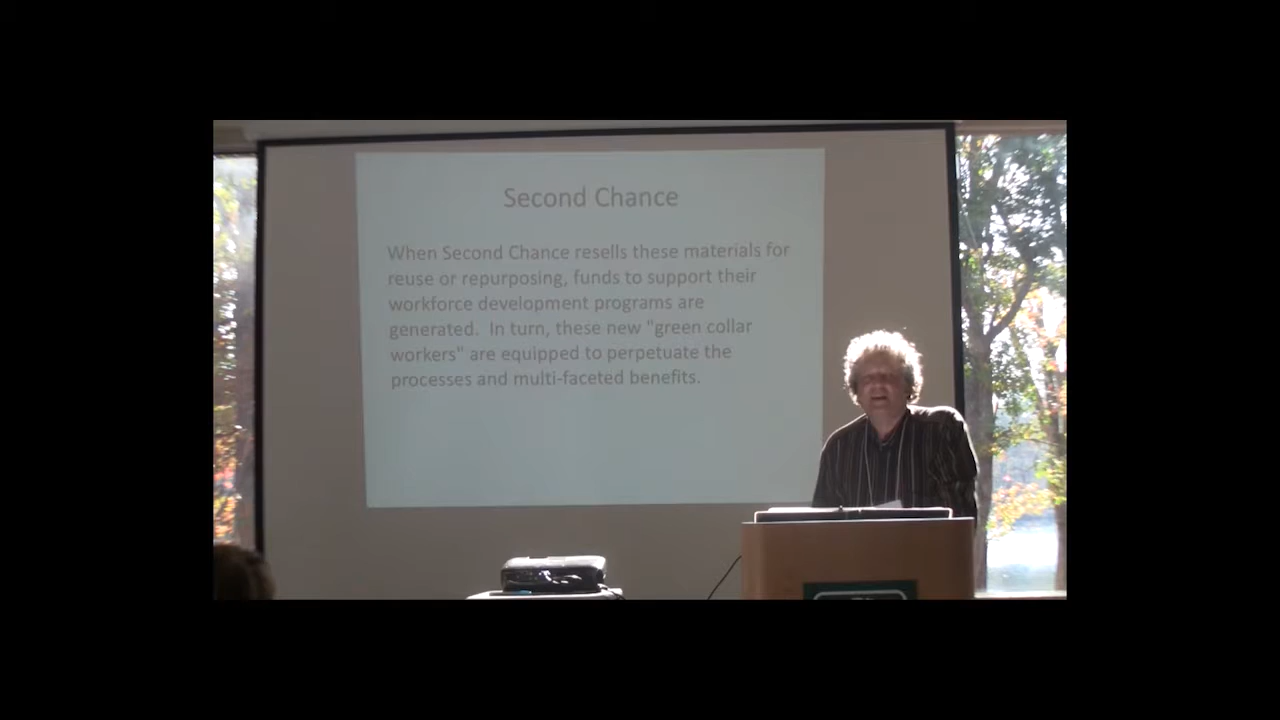 Second Chance
When Second Chance resells these materials for
reuse or repurposing, funds to support their
workforce development programs are
generated.  In turn, these new "green collar
workers" are equipped to perpetuate the
processes and multi-faceted benefits.